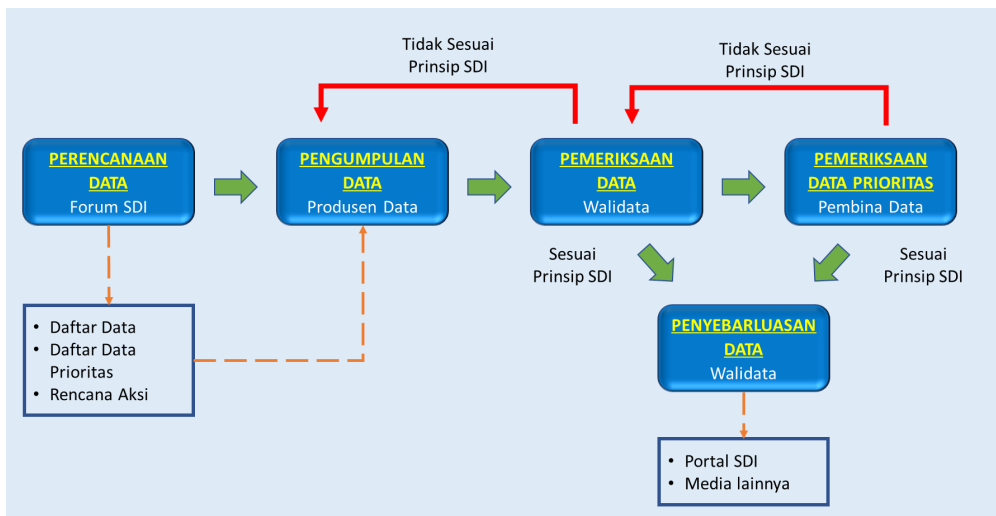 Tidak Sesuai
Prinsip SDI
Tidak Sesuai
Prinsip SDI
PERENCANAAN
DATA
Forum SDI
PENGUMPULAN
DATA
Produsen Data
PEMERIKSAAN
DATA
Walidata
PEMERIKSAAN
DATA PRIORITAS
Pembina Data
Sesuai
Prinsip SDI
Sesuai
Prinsip SDI
• Daftar Data
• Daftar Data
Prioritas
• Rencana Aksi
PENYEBARLUASAN
DATA
Walidata
• Portal SDI
• Media lainnya